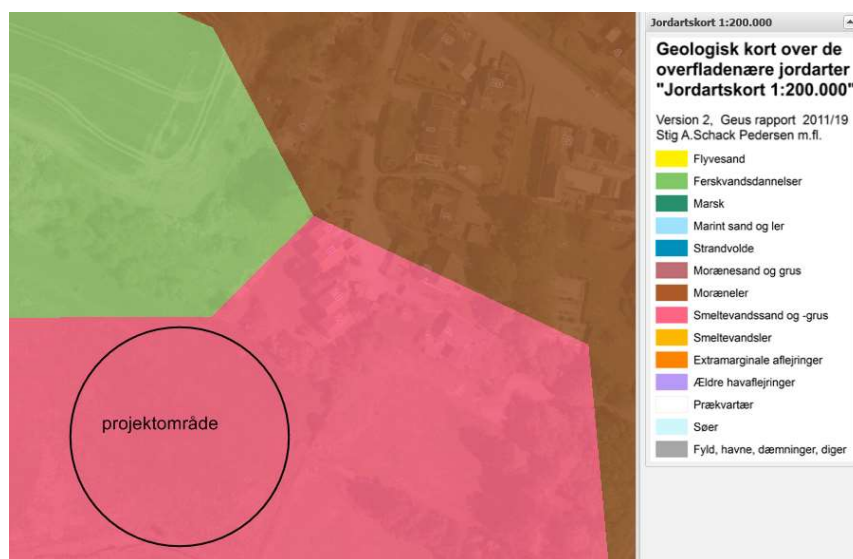 Jordartskort 1:200.000
Geologisk kort over de
overfladenære jordarter
"Jordartskort 1:200.000"
Version 2, Geus rapport 2011/19
Stig A.Schack Pedersen m.fl.
Flyvesand
Ferskvandsdannelser
Marsk
Marint sand og ler
Strandvolde
Morænesand og grus
Moræneler
Smeltevandssand og -grus
Smeltevandsler
Extramarginale aflejringer
Ældre havaflejringer
Prækvartær
Søer
Fyld, havne, dæmninger, diger
projektområde